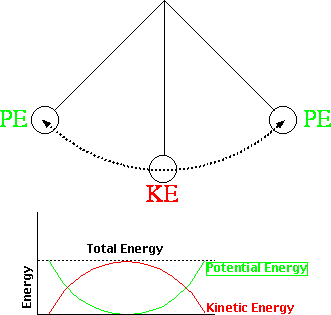 PE
PE
KE
Total Energy
Potential Energy
Energy
Kinetic Energy